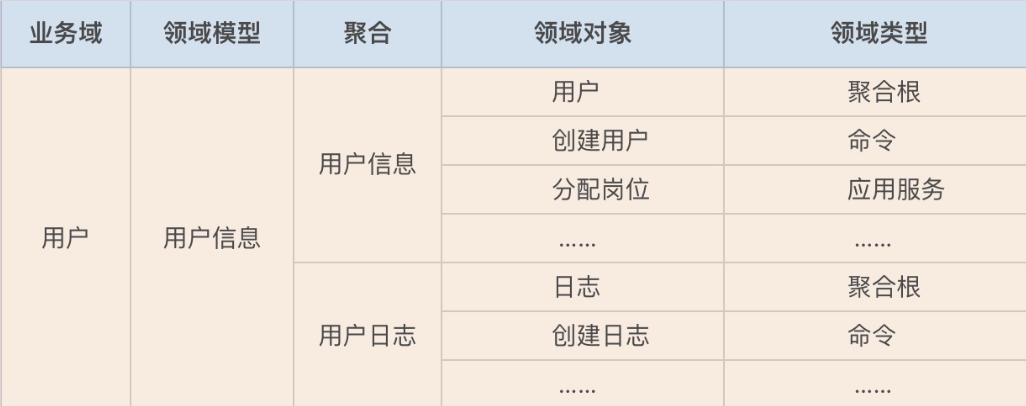 业务域 领域模型 聚合 领域对象 领域类型
用户 聚合根
创建用户 命令
用户信息
分配岗位 应用服务
用户 用户信息
…… ……
日志 聚合根
用户日志
创建日志 命令
…… ……